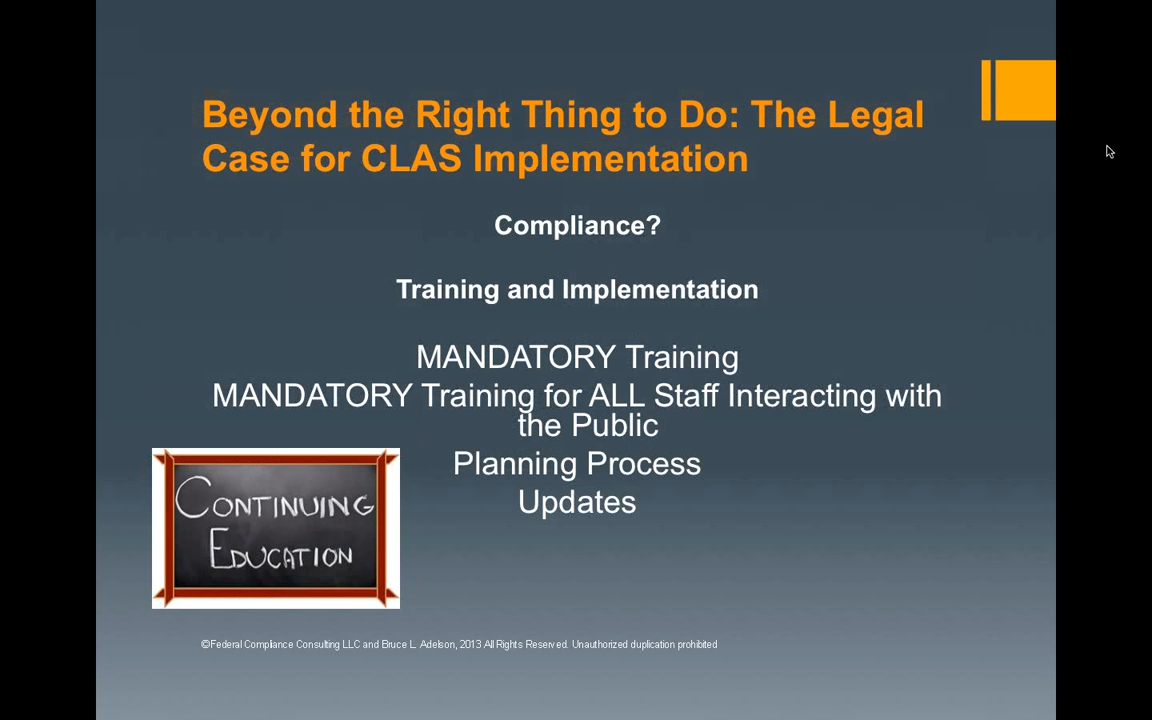 Beyond the Right Thing to Do: The Legal
Case for CLAS Implementation
Compliance?
Training and Implementation
MANDATORY Training
MANDATORY Training for ALL Staff Interacting with
the Public
Planning Process
Updates
CONTINUING
EDUCATION
©Federal Compliance Consulting LLC and Bruce L. Adelson, 2013 All Rights Reserved. Unauthorized duplication prohibited